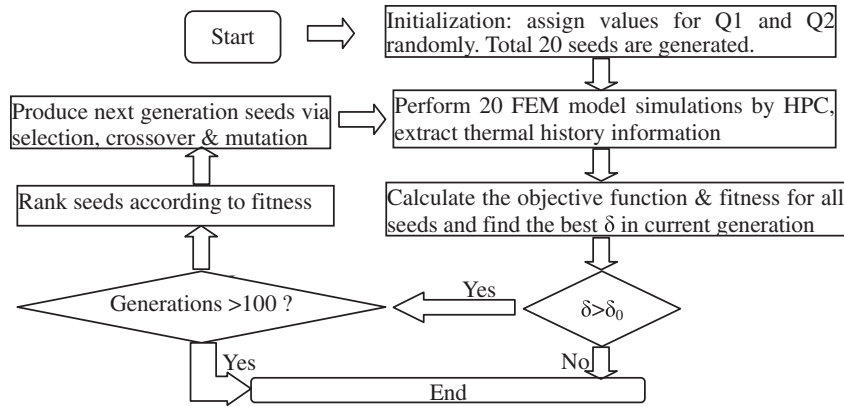 Start
Initialization: assign values for Q1 and Q2
randomly. Total 20 seeds are generated.
Produce next generation seeds via
selection, crossover & mutation
Perform 20 FEM model simulations by HPC,
extract thermal history information
Rank seeds according to fitness
Calculate the objective function & fitness for all
seeds and find the best δ in current generation
Generations >100 ?
Yes
δ>δ₀
Yes
No
End